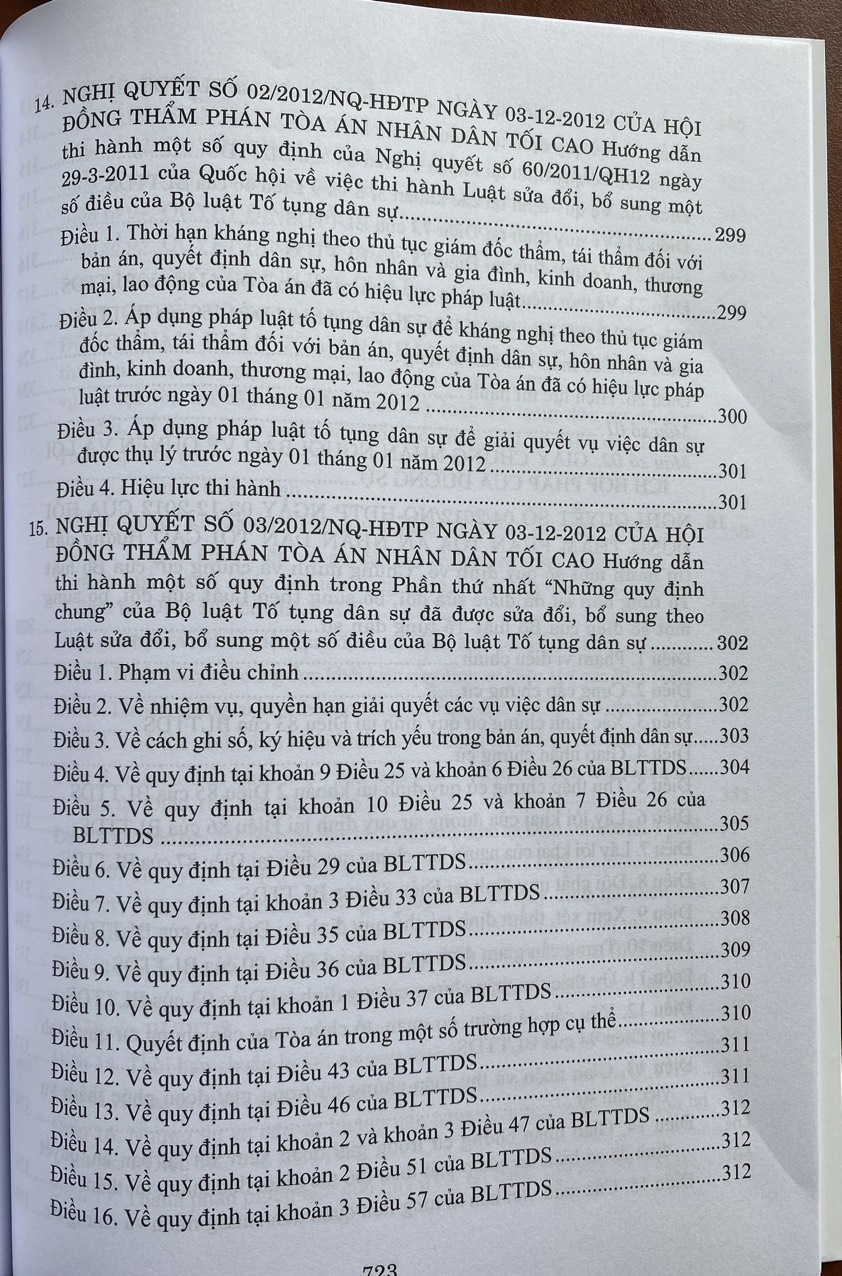 14. NGHỊ QUYẾT SỐ 02/2012/NQ-HĐTP NGÀY 03-12-2012 CỦA HỘI
ĐỒNG THẨM PHÁN TÒA ÁN NHÂN DÂN TỐI CAO Hướng dẫn
thi hành một số quy định của Nghị quyết số 60/2011/QH12 ngày
29-3-2011 của Quốc hội về việc thi hành Luật sửa đổi, bổ sung một
số điều của Bộ luật Tố tụng dân sự..........299
Điều 1. Thời hạn kháng nghị theo thủ tục giám đốc thẩm, tái thẩm đối với
bản án, quyết định dân sự, hôn nhân và gia đình, kinh doanh, thương
mại, lao động của Tòa án đã có hiệu lực pháp luật..........299
Điều 2. Áp dụng pháp luật tố tụng dân sự để kháng nghị theo thủ tục giám
đốc thẩm, tái thẩm đối với bản án, quyết định dân sự, hôn nhân và gia
đình, kinh doanh, thương mại, lao động của Tòa án đã có hiệu lực pháp
luật trước ngày 01 tháng 01 năm 2012..........300
Điều 3. Áp dụng pháp luật tố tụng dân sự để giải quyết vụ việc dân sự
được thụ lý trước ngày 01 tháng 01 năm 2012..........301
Điều 4. Hiệu lực thi hành..........301
15. NGHỊ QUYẾT SỐ 03/2012/NQ-HĐTP NGÀY 03-12-2012 CỦA HỘI
ĐỒNG THẨM PHÁN TÒA ÁN NHÂN DÂN TỐI CAO Hướng dẫn
thi hành một số quy định trong Phần thứ nhất “Những quy định
chung” của Bộ luật Tố tụng dân sự đã được sửa đổi, bổ sung theo
Luật sửa đổi, bổ sung một số điều của Bộ luật Tố tụng dân sự..........302
Điều 1. Phạm vi điều chỉnh..........302
Điều 2. Về nhiệm vụ, quyền hạn giải quyết các vụ việc dân sự..........302
Điều 3. Về cách ghi số, ký hiệu và trích yếu trong bản án, quyết định dân sự.....303
Điều 4. Về quy định tại khoản 9 Điều 25 và khoản 6 Điều 26 của BLTTDS......304
Điều 5. Về quy định tại khoản 10 Điều 25 và khoản 7 Điều 26 của
BLTTDS..........305
Điều 6. Về quy định tại Điều 29 của BLTTDS..........306
Điều 7. Về quy định tại khoản 3 Điều 33 của BLTTDS..........307
Điều 8. Về quy định tại Điều 35 của BLTTDS..........308
Điều 9. Về quy định tại Điều 36 của BLTTDS..........309
Điều 10. Về quy định tại khoản 1 Điều 37 của BLTTDS..........310
Điều 11. Quyết định của Tòa án trong một số trường hợp cụ thể..........310
Điều 12. Về quy định tại Điều 43 của BLTTDS..........311
Điều 13. Về quy định tại Điều 46 của BLTTDS..........311
Điều 14. Về quy định tại khoản 2 và khoản 3 Điều 47 của BLTTDS..........312
Điều 15. Về quy định tại khoản 2 Điều 51 của BLTTDS..........312
Điều 16. Về quy định tại khoản 3 Điều 57 của BLTTDS..........312
723